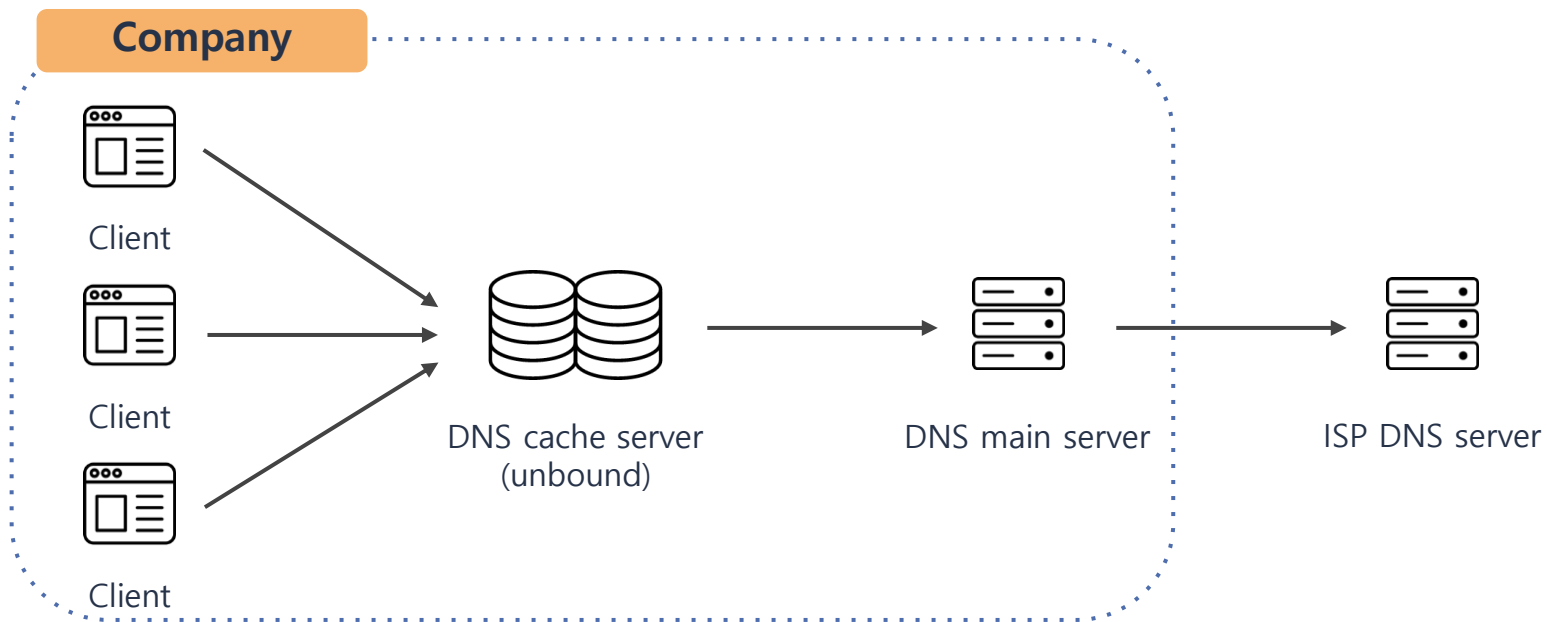 Company
Client
Client
Client
DNS cache server
(unbound)
DNS main server
ISP DNS server